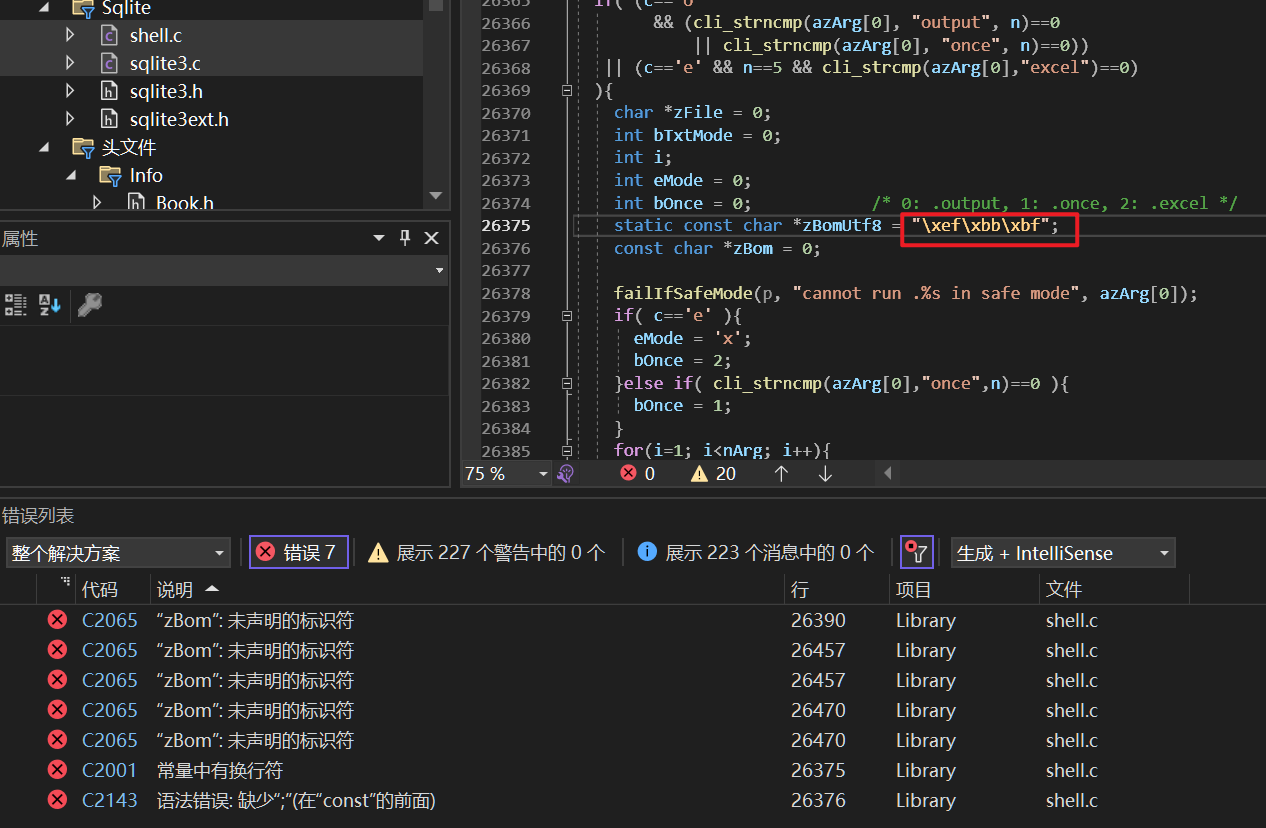 Sqlite
shell.c
sqlite3.c
sqlite3.h
sqlite3ext.h
头文件
Info
Book.h
属性
26366 && (cli_strncmp(azArg[0], "output", n)==0
26367 || cli_strncmp(azArg[0], "once", n)==0))
26368 || (c=='e' && n==5 && cli_strcmp(azArg[0],"excel")==0)
26369 ){
26370 char *zFile = 0;
26371 int bTxtMode = 0;
26372 int i;
26373 int eMode = 0;
26374 int bOnce = 0; /* 0: .output, 1: .once, 2: .excel */
26375 static const char *zBomUtf8 = "\xef\xbb\xbf";
26376 const char *zBom = 0;
26377
26378 failIfSafeMode(p, "cannot run .%s in safe mode", azArg[0]);
26379 if( c=='e' ){
26380 eMode = 'x';
26381 bOnce = 2;
26382 }else if( cli_strncmp(azArg[0],"once",n)==0 ){
26383 bOnce = 1;
26384 }
26385 for(i=1; i<nArg; i++){
75 % 0 20
错误列表
整个解决方案 错误 7 展示 227 个警告中的 0 个 展示 223 个消息中的 0 个 生成 + IntelliSense
代码 说明 行 项目 文件
C2065 “zBom”: 未声明的标识符 26390 Library shell.c
C2065 “zBom”: 未声明的标识符 26457 Library shell.c
C2065 “zBom”: 未声明的标识符 26457 Library shell.c
C2065 “zBom”: 未声明的标识符 26470 Library shell.c
C2065 “zBom”: 未声明的标识符 26470 Library shell.c
C2001 常量中有换行符 26375 Library shell.c
C2143 语法错误: 缺少“;”(在“const”的前面) 26376 Library shell.c